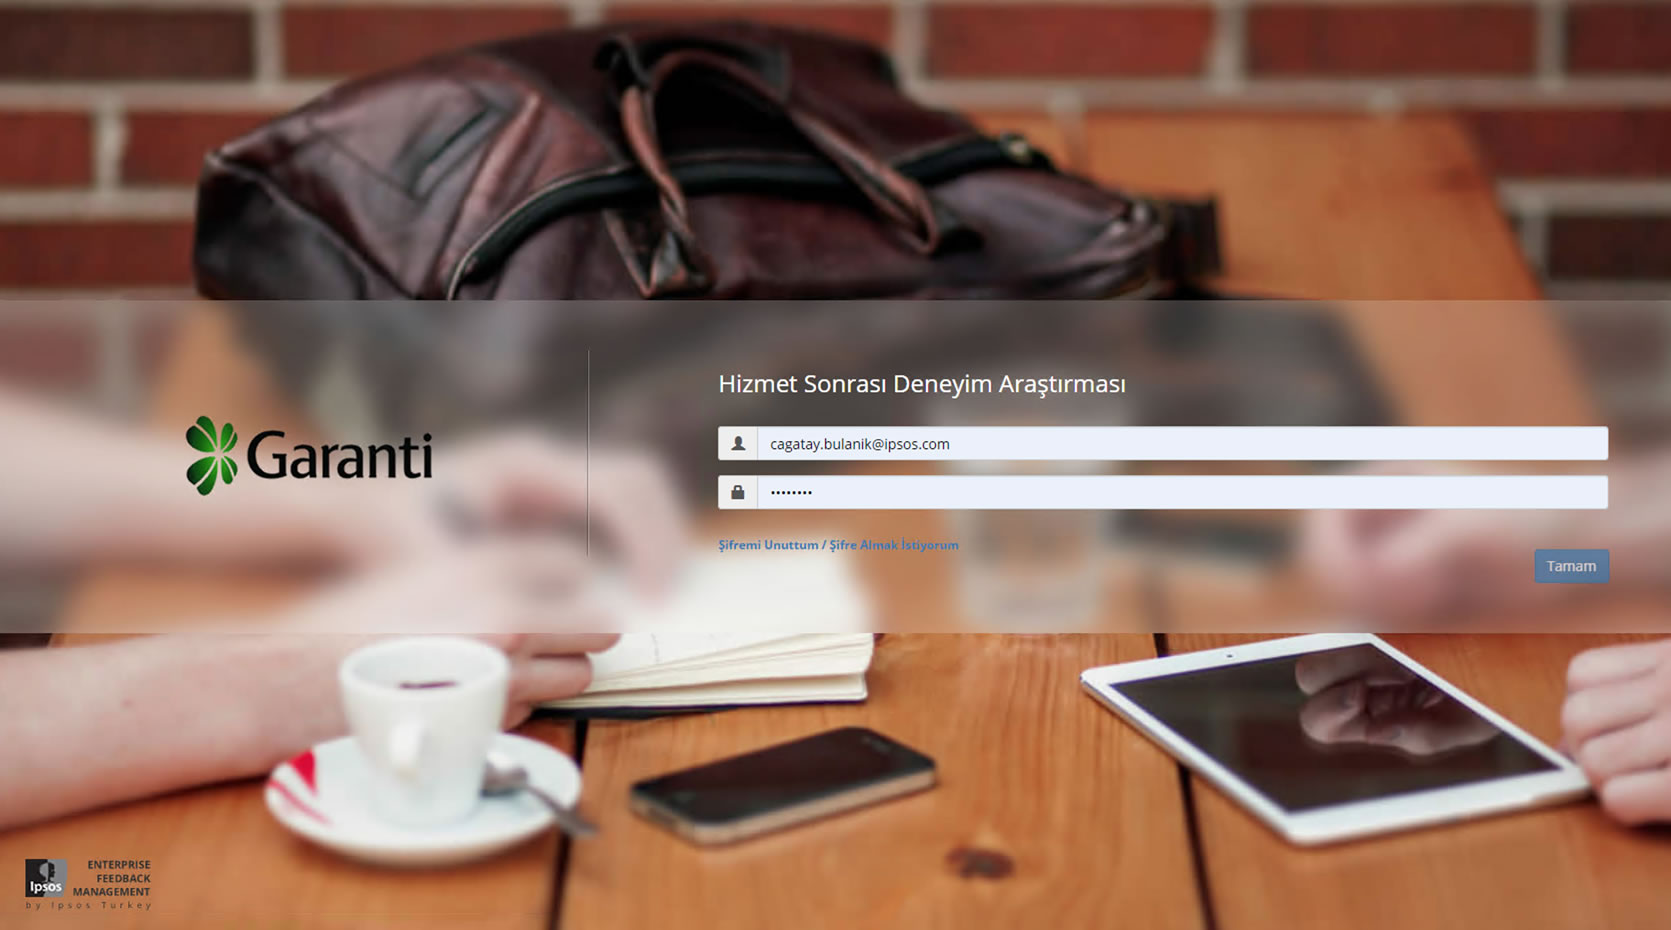 Hizmet Sonrası Deneyim Araştırması
Garanti
cagatay.bulanik@ipsos.com
••••••••
Şifremi Unuttum / Şifre Almak İstiyorum
Tamam
Ipsos
ENTERPRISE
FEEDBACK
MANAGEMENT
by Ipsos Turkey